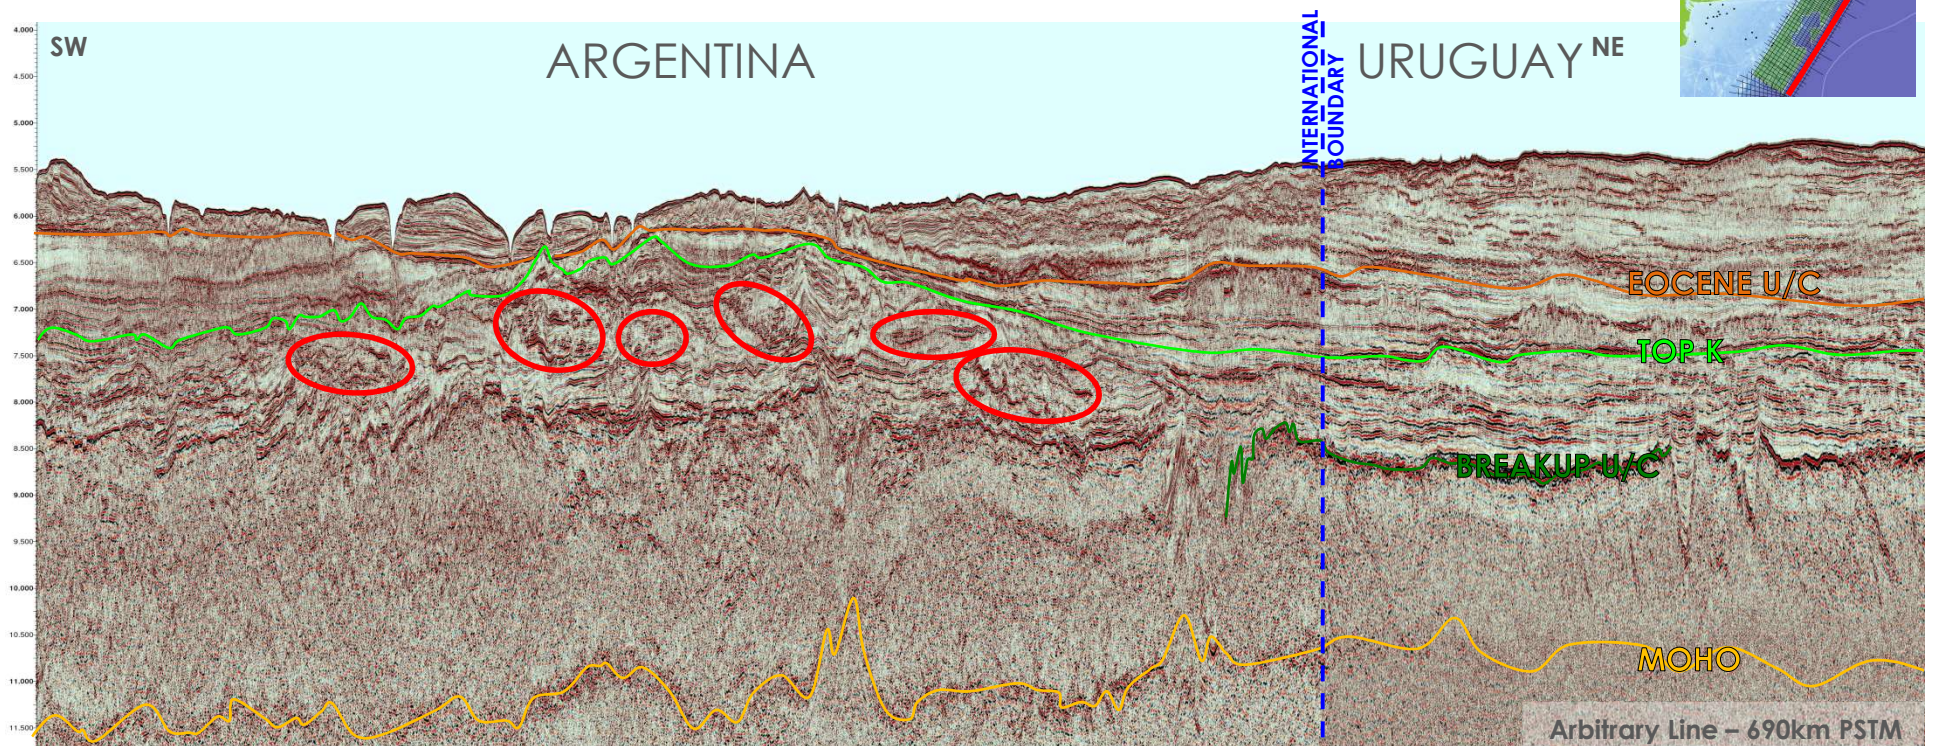 SW
ARGENTINA
INTERNATIONAL
BOUNDARY
URUGUAY NE
4.000
4.500
5.000
5.500
6.000
6.500
7.000
7.500
8.000
8.500
9.000
9.500
10.000
10.500
11.000
11.500
EOCENE U/C
TOP K
BREAKUP U/C
MOHO
Arbitrary Line – 690km PSTM